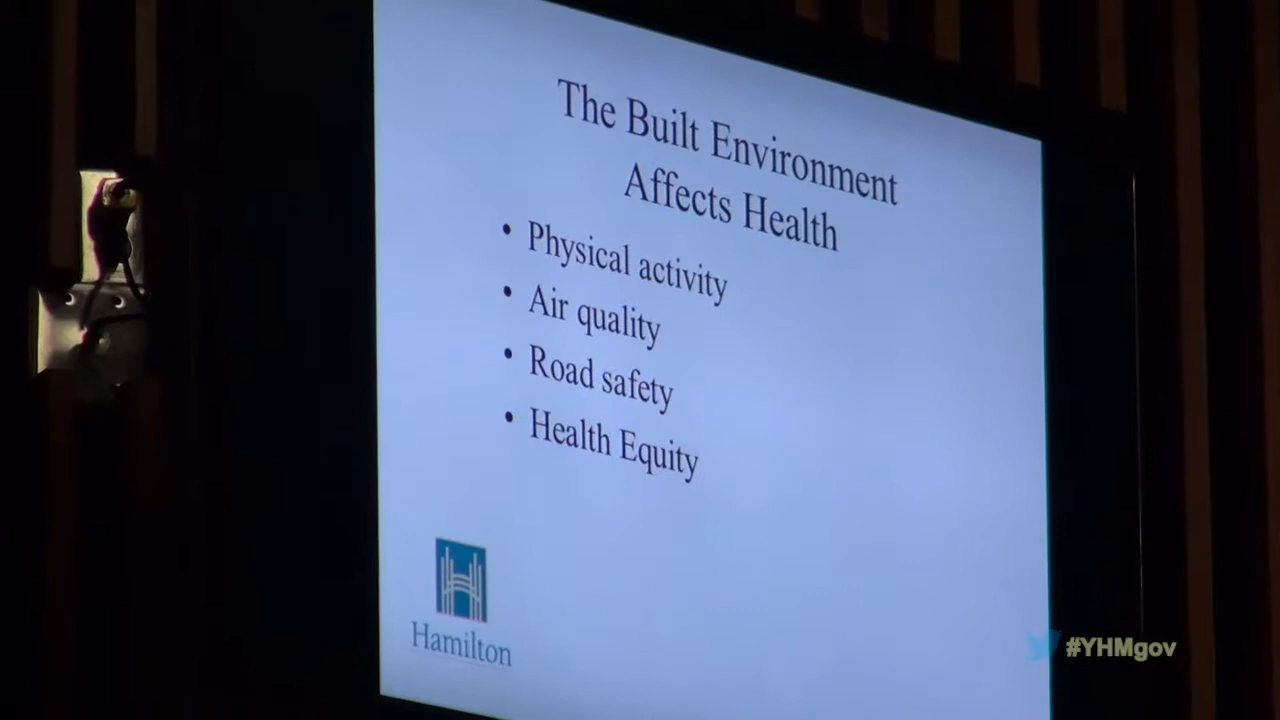 The Built Environment
Affects Health
• Physical activity
• Air quality
• Road safety
• Health Equity
Hamilton
#YHMgov